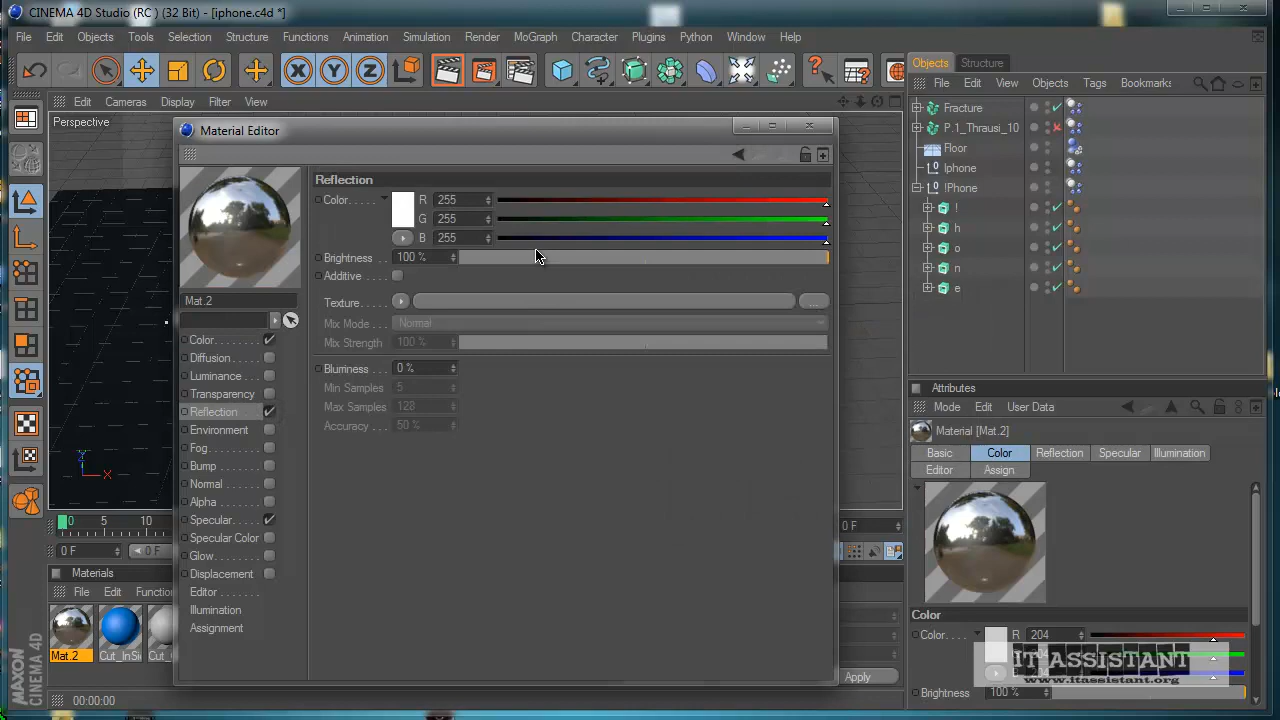 CINEMA 4D Studio (RC ) (32 Bit) - [iphone.c4d *]
File Edit Objects Tools Selection Structure Functions Animation Simulation Render MoGraph Character Plugins Python Window Help
Objects Structure
File Edit View Objects Tags Bookmarks
Edit Cameras Display Filter View
Perspective
Fracture
P.1_Thrausi_10
Floor
Iphone
!Phone
!
h
o
n
e
Material Editor
Reflection
Color
R 255
G 255
B 255
Brightness 100 %
Additive
Texture
Mix Mode Normal
Mix Strength 100 %
Blurriness 0 %
Min Samples 5
Max Samples 128
Accuracy 50 %
Mat.2
Color
Diffusion
Luminance
Transparency
Reflection
Environment
Fog
Bump
Normal
Alpha
Specular
Specular Color
Glow
Displacement
Editor
Illumination
Assignment
Y
X
0 5 10
0 F 0 F
0 F
Materials
File Edit
Mat.2
Apply
00:00:00
MAXON
CINEMA 4D
Attributes
Mode Edit User Data
Material [Mat.2]
Basic Color Reflection Specular Illumination
Editor Assign
Color
Color R 204
Brightness 100 %
IT ASSISTANT
www.itassistant.org